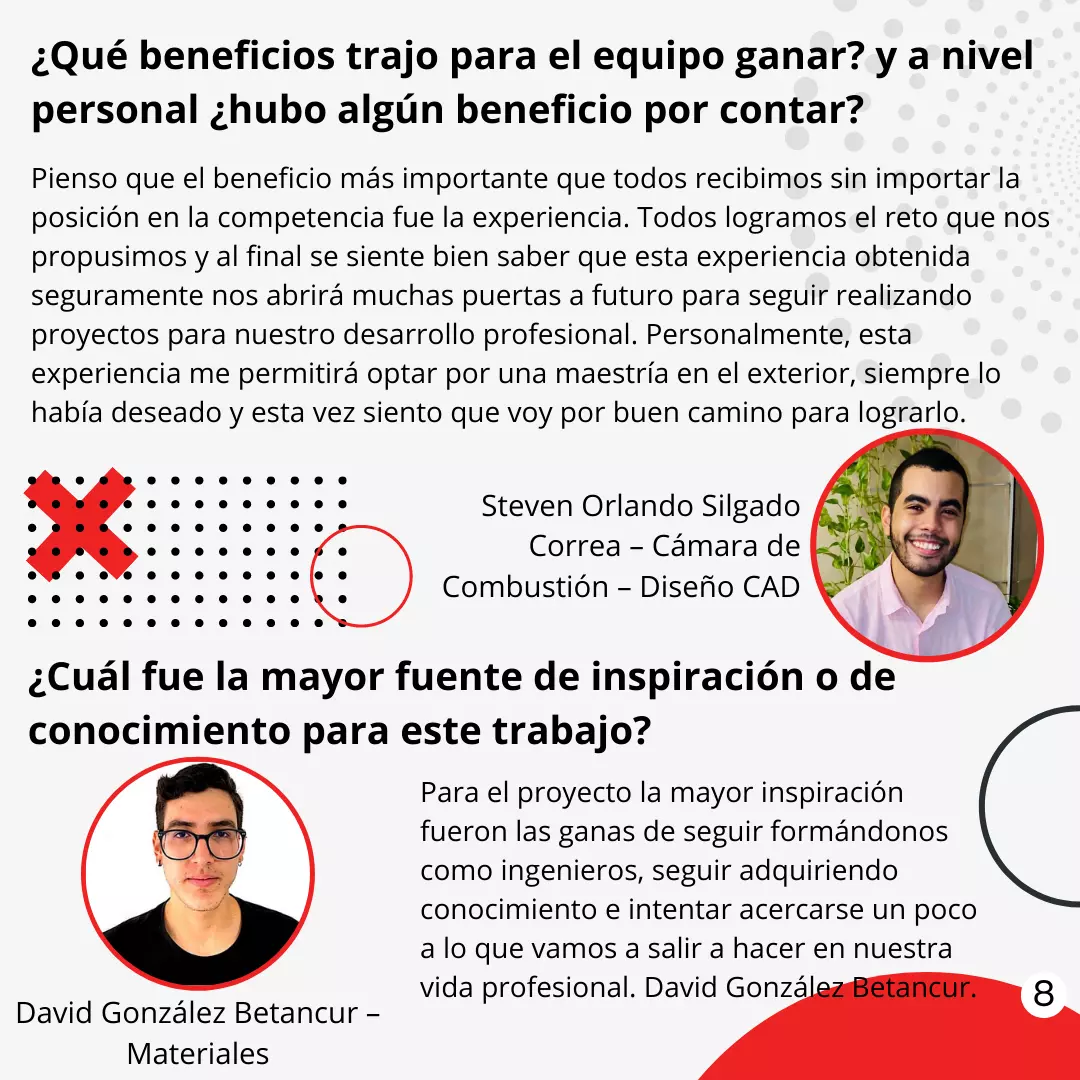 ¿Qué beneficios trajo para el equipo ganar? y a nivel
personal ¿hubo algún beneficio por contar?
Pienso que el beneficio más importante que todos recibimos sin importar la
posición en la competencia fue la experiencia. Todos logramos el reto que nos
propusimos y al final se siente bien saber que esta experiencia obtenida
seguramente nos abrirá muchas puertas a futuro para seguir realizando
proyectos para nuestro desarrollo profesional. Personalmente, esta
experiencia me permitirá optar por una maestría en el exterior, siempre lo
había deseado y esta vez siento que voy por buen camino para lograrlo.
Steven Orlando Silgado
Correa – Cámara de
Combustión – Diseño CAD
¿Cuál fue la mayor fuente de inspiración o de
conocimiento para este trabajo?
Para el proyecto la mayor inspiración
fueron las ganas de seguir formándonos
como ingenieros, seguir adquiriendo
conocimiento e intentar acercarse un poco
a lo que vamos a salir a hacer en nuestra
vida profesional. David González Betancur.
David González Betancur –
Materiales
8